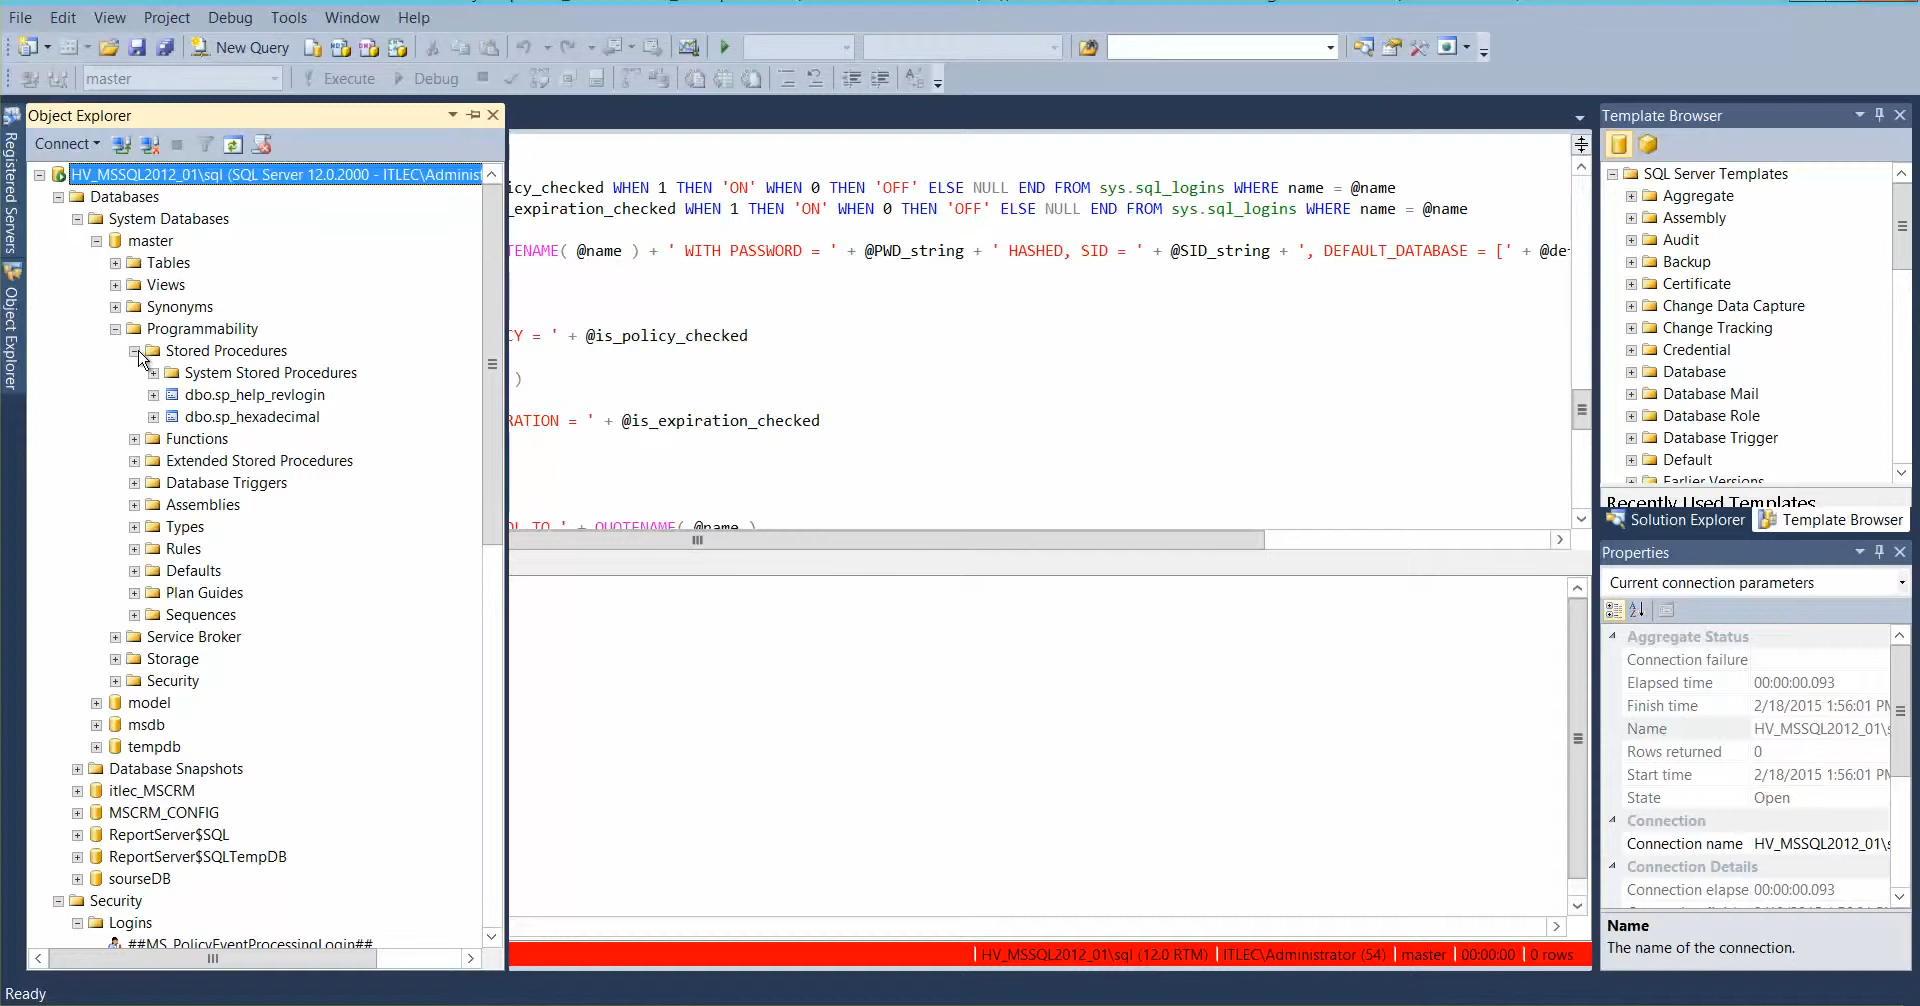 File Edit View Project Debug Tools Window Help
New Query
master Execute Debug
Registered Servers
Object Explorer
Object Explorer
Connect
HV_MSSQL2012_01\sql (SQL Server 12.0.2000 - ITLEC\Administ
Databases
System Databases
master
Tables
Views
Synonyms
Programmability
Stored Procedures
System Stored Procedures
dbo.sp_help_revlogin
dbo.sp_hexadecimal
Functions
Extended Stored Procedures
Database Triggers
Assemblies
Types
Rules
Defaults
Plan Guides
Sequences
Service Broker
Storage
Security
model
msdb
tempdb
Database Snapshots
itlec_MSCRM
MSCRM_CONFIG
ReportServer$SQL
ReportServer$SQLTempDB
sourseDB
Security
Logins
##MS_PolicyEventProcessingLogin##
icy_checked WHEN 1 THEN 'ON' WHEN 0 THEN 'OFF' ELSE NULL END FROM sys.sql_logins WHERE name = @name
_expiration_checked WHEN 1 THEN 'ON' WHEN 0 THEN 'OFF' ELSE NULL END FROM sys.sql_logins WHERE name = @name
TENAME( @name ) + ' WITH PASSWORD = ' + @PWD_string + ' HASHED, SID = ' + @SID_string + ', DEFAULT_DATABASE = [' + @de
CY = ' + @is_policy_checked
)
RATION = ' + @is_expiration_checked
OL TO ' + QUOTENAME( @name )
HV_MSSQL2012_01\sql (12.0 RTM) ITLEC\Administrator (54) master 00:00:00 0 rows
Template Browser
SQL Server Templates
Aggregate
Assembly
Audit
Backup
Certificate
Change Data Capture
Change Tracking
Credential
Database
Database Mail
Database Role
Database Trigger
Default
Earlier Versions
Recently Used Templates
Solution Explorer Template Browser
Properties
Current connection parameters
Aggregate Status
Connection failure
Elapsed time 00:00:00.093
Finish time 2/18/2015 1:56:01 PM
Name HV_MSSQL2012_01\s
Rows returned 0
Start time 2/18/2015 1:56:01 PM
State Open
Connection
Connection name HV_MSSQL2012_01\s
Connection Details
Connection elapse 00:00:00.093
Name
The name of the connection.
Ready